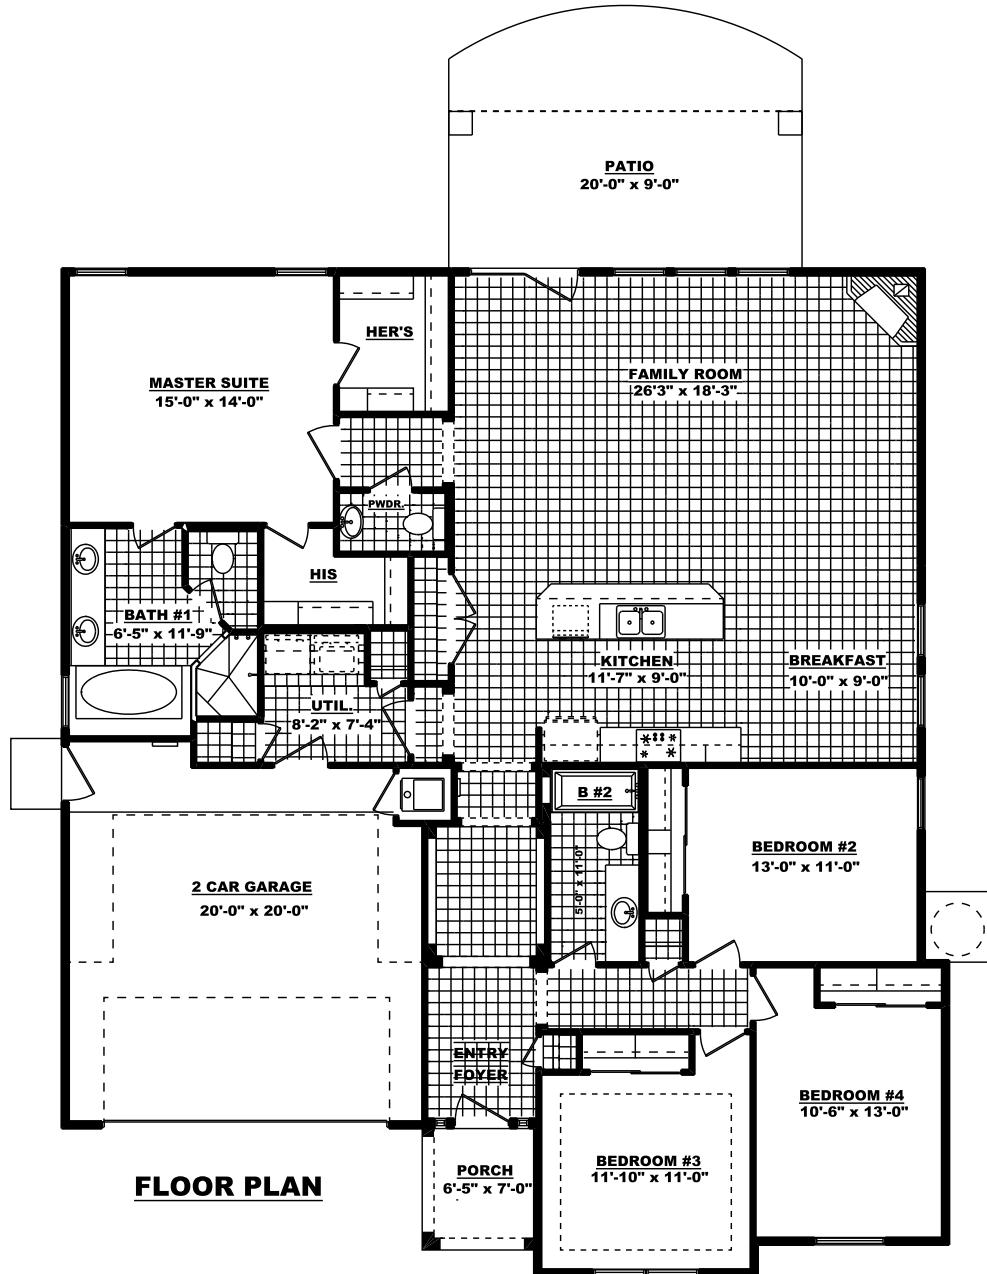 PATIO
20'-0" x 9'-0"
HER'S
FAMILY ROOM
26'3" x 18'-3"
MASTER SUITE
15'-0" x 14'-0"
PWDR.
HIS
BATH #1
6'-5" x 11'-9"
KITCHEN
11'-7" x 9'-0"
BREAKFAST
10'-0" x 9'-0"
UTIL.
8'-2" x 7'-4"
B #2
5'-0" x 11'-0"
BEDROOM #2
13'-0" x 11'-0"
2 CAR GARAGE
20'-0" x 20'-0"
ENTRY
FOYER
BEDROOM #4
10'-6" x 13'-0"
PORCH
6'-5" x 7'-0"
BEDROOM #3
11'-10" x 11'-0"
FLOOR PLAN